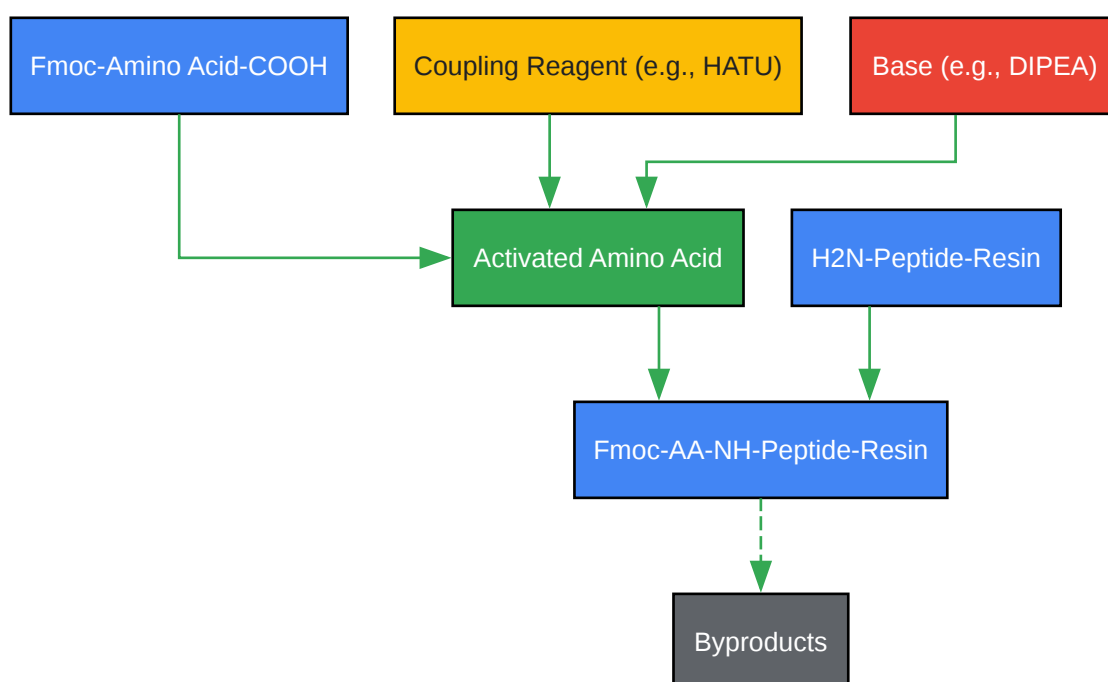 Fmoc-Amino Acid-COOH
Coupling Reagent (e.g., HATU)
Base (e.g., DIPEA)
Activated Amino Acid
H2N-Peptide-Resin
Fmoc-AA-NH-Peptide-Resin
Byproducts